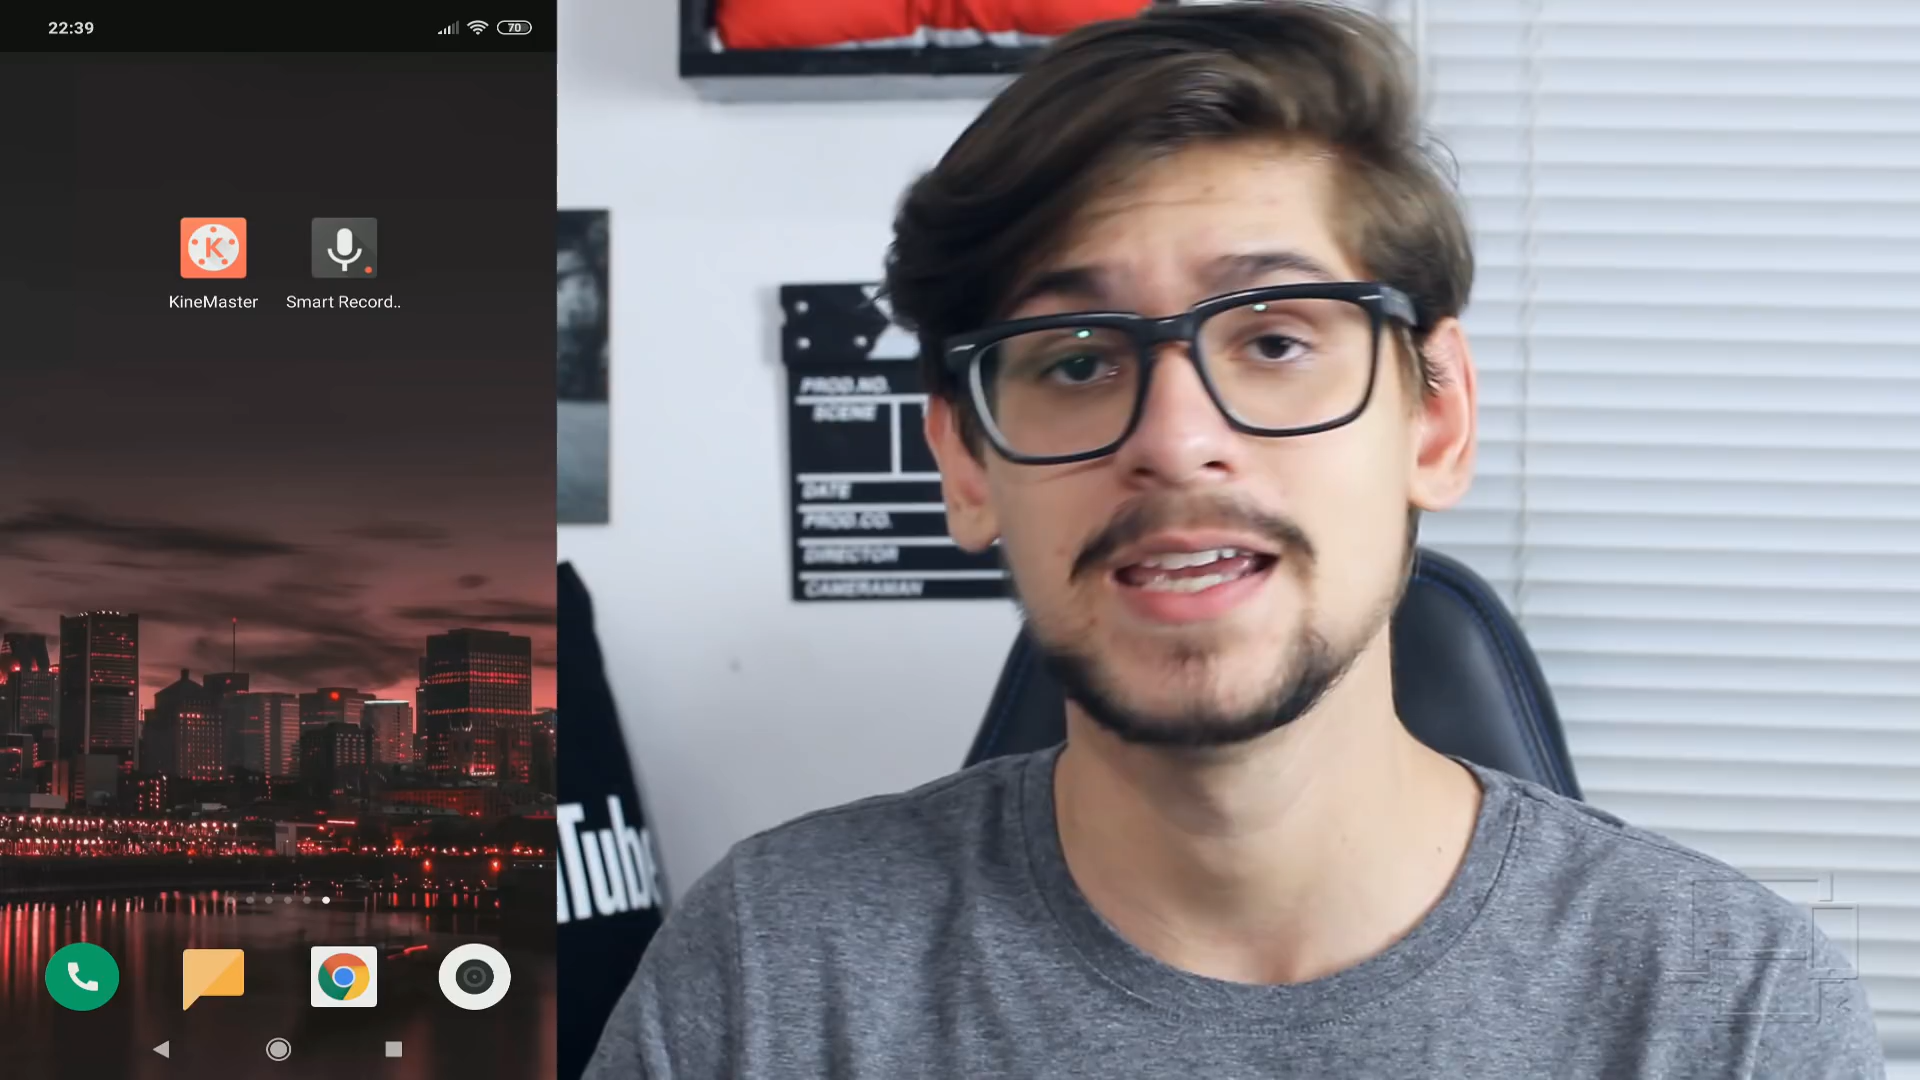 22:39
70
K
KineMaster
Smart Record..
PROD.NO.
SCENE
DATE
PROD.CO.
DIRECTOR
CAMERAMAN
Tube